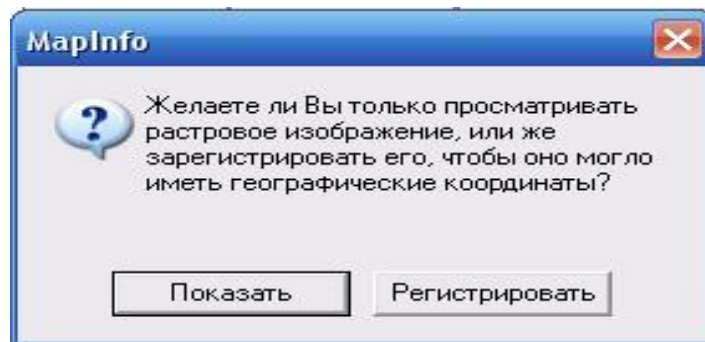 MapInfo
Желаете ли Вы только просматривать
растровое изображение, или же
зарегистрировать его, чтобы оно могло
иметь географические координаты?
Показать
Регистрировать